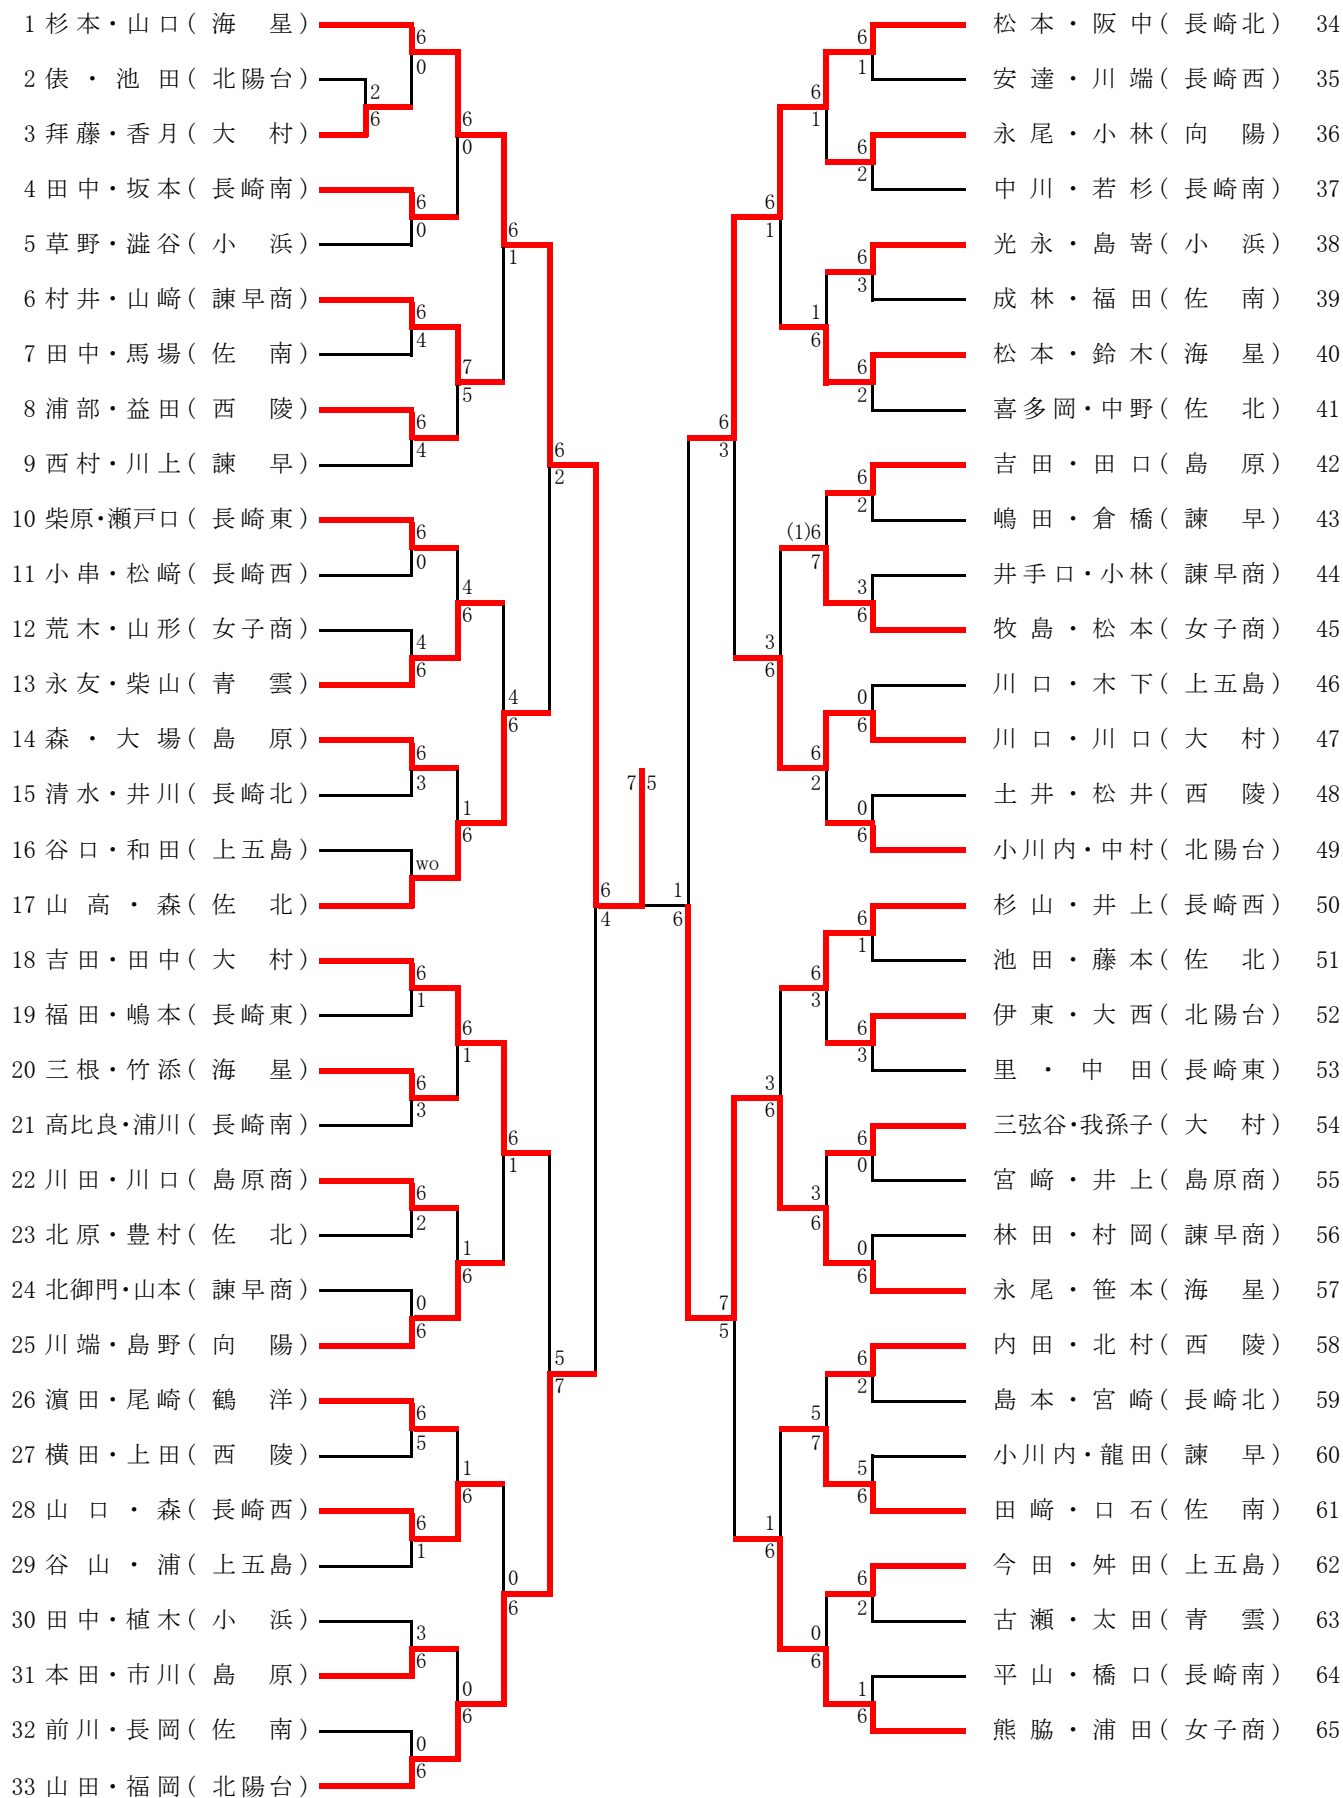 1 杉本・山口(海　星)
2 俵・池田(北陽台)
3 拜藤・香月(大　村)
4 田中・坂本(長崎南)
5 草野・澁谷(小　浜)
6 村井・山﨑(諫早商)
7 田中・馬場(佐　南)
8 浦部・益田(西　陵)
9 西村・川上(諫　早)
10 柴原・瀬戸口(長崎東)
11 小串・松﨑(長崎西)
12 荒木・山形(女子商)
13 永友・柴山(青　雲)
14 森・大場(島　原)
15 清水・井川(長崎北)
16 谷口・和田(上五島)
17 山高・森(佐　北)
18 吉田・田中(大　村)
19 福田・嶋本(長崎東)
20 三根・竹添(海　星)
21 高比良・浦川(長崎南)
22 川田・川口(島原商)
23 北原・豊村(佐　北)
24 北御門・山本(諫早商)
25 川端・島野(向　陽)
26 濵田・尾崎(鶴　洋)
27 横田・上田(西　陵)
28 山口・森(長崎西)
29 谷山・浦(上五島)
30 田中・植木(小　浜)
31 本田・市川(島　原)
32 前川・長岡(佐　南)
33 山田・福岡(北陽台)
6
0
2
6
6
0
6
0
6
1
6
4
7
5
6
4
6
2
6
0
4
6
4
6
4
6
6
3
1
6
wo
6
4
6
1
6
1
6
3
6
1
6
2
1
6
0
6
5
7
6
5
1
6
6
1
0
6
3
6
0
6
0
6
7 5
松本・阪中(長崎北) 34
安達・川端(長崎西) 35
永尾・小林(向　陽) 36
中川・若杉(長崎南) 37
光永・島嵜(小　浜) 38
成林・福田(佐　南) 39
松本・鈴木(海　星) 40
喜多岡・中野(佐　北) 41
吉田・田口(島　原) 42
嶋田・倉橋(諫　早) 43
井手口・小林(諫早商) 44
牧島・松本(女子商) 45
川口・木下(上五島) 46
川口・川口(大　村) 47
土井・松井(西　陵) 48
小川内・中村(北陽台) 49
杉山・井上(長崎西) 50
池田・藤本(佐　北) 51
伊東・大西(北陽台) 52
里・中田(長崎東) 53
三弦谷・我孫子(大　村) 54
宮﨑・井上(島原商) 55
林田・村岡(諫早商) 56
永尾・笹本(海　星) 57
内田・北村(西　陵) 58
島本・宮崎(長崎北) 59
小川内・龍田(諫　早) 60
田﨑・口石(佐　南) 61
今田・舛田(上五島) 62
古瀬・太田(青　雲) 63
平山・橋口(長崎南) 64
熊脇・浦田(女子商) 65
6
1
6
1
6
2
6
1
6
3
1
6
6
2
6
3
6
2
(1)6
7
3
6
3
6
0
6
6
2
0
6
1
6
6
1
6
3
6
3
3
6
6
0
3
6
0
6
7
5
6
2
5
7
5
6
1
6
6
2
0
6
1
6